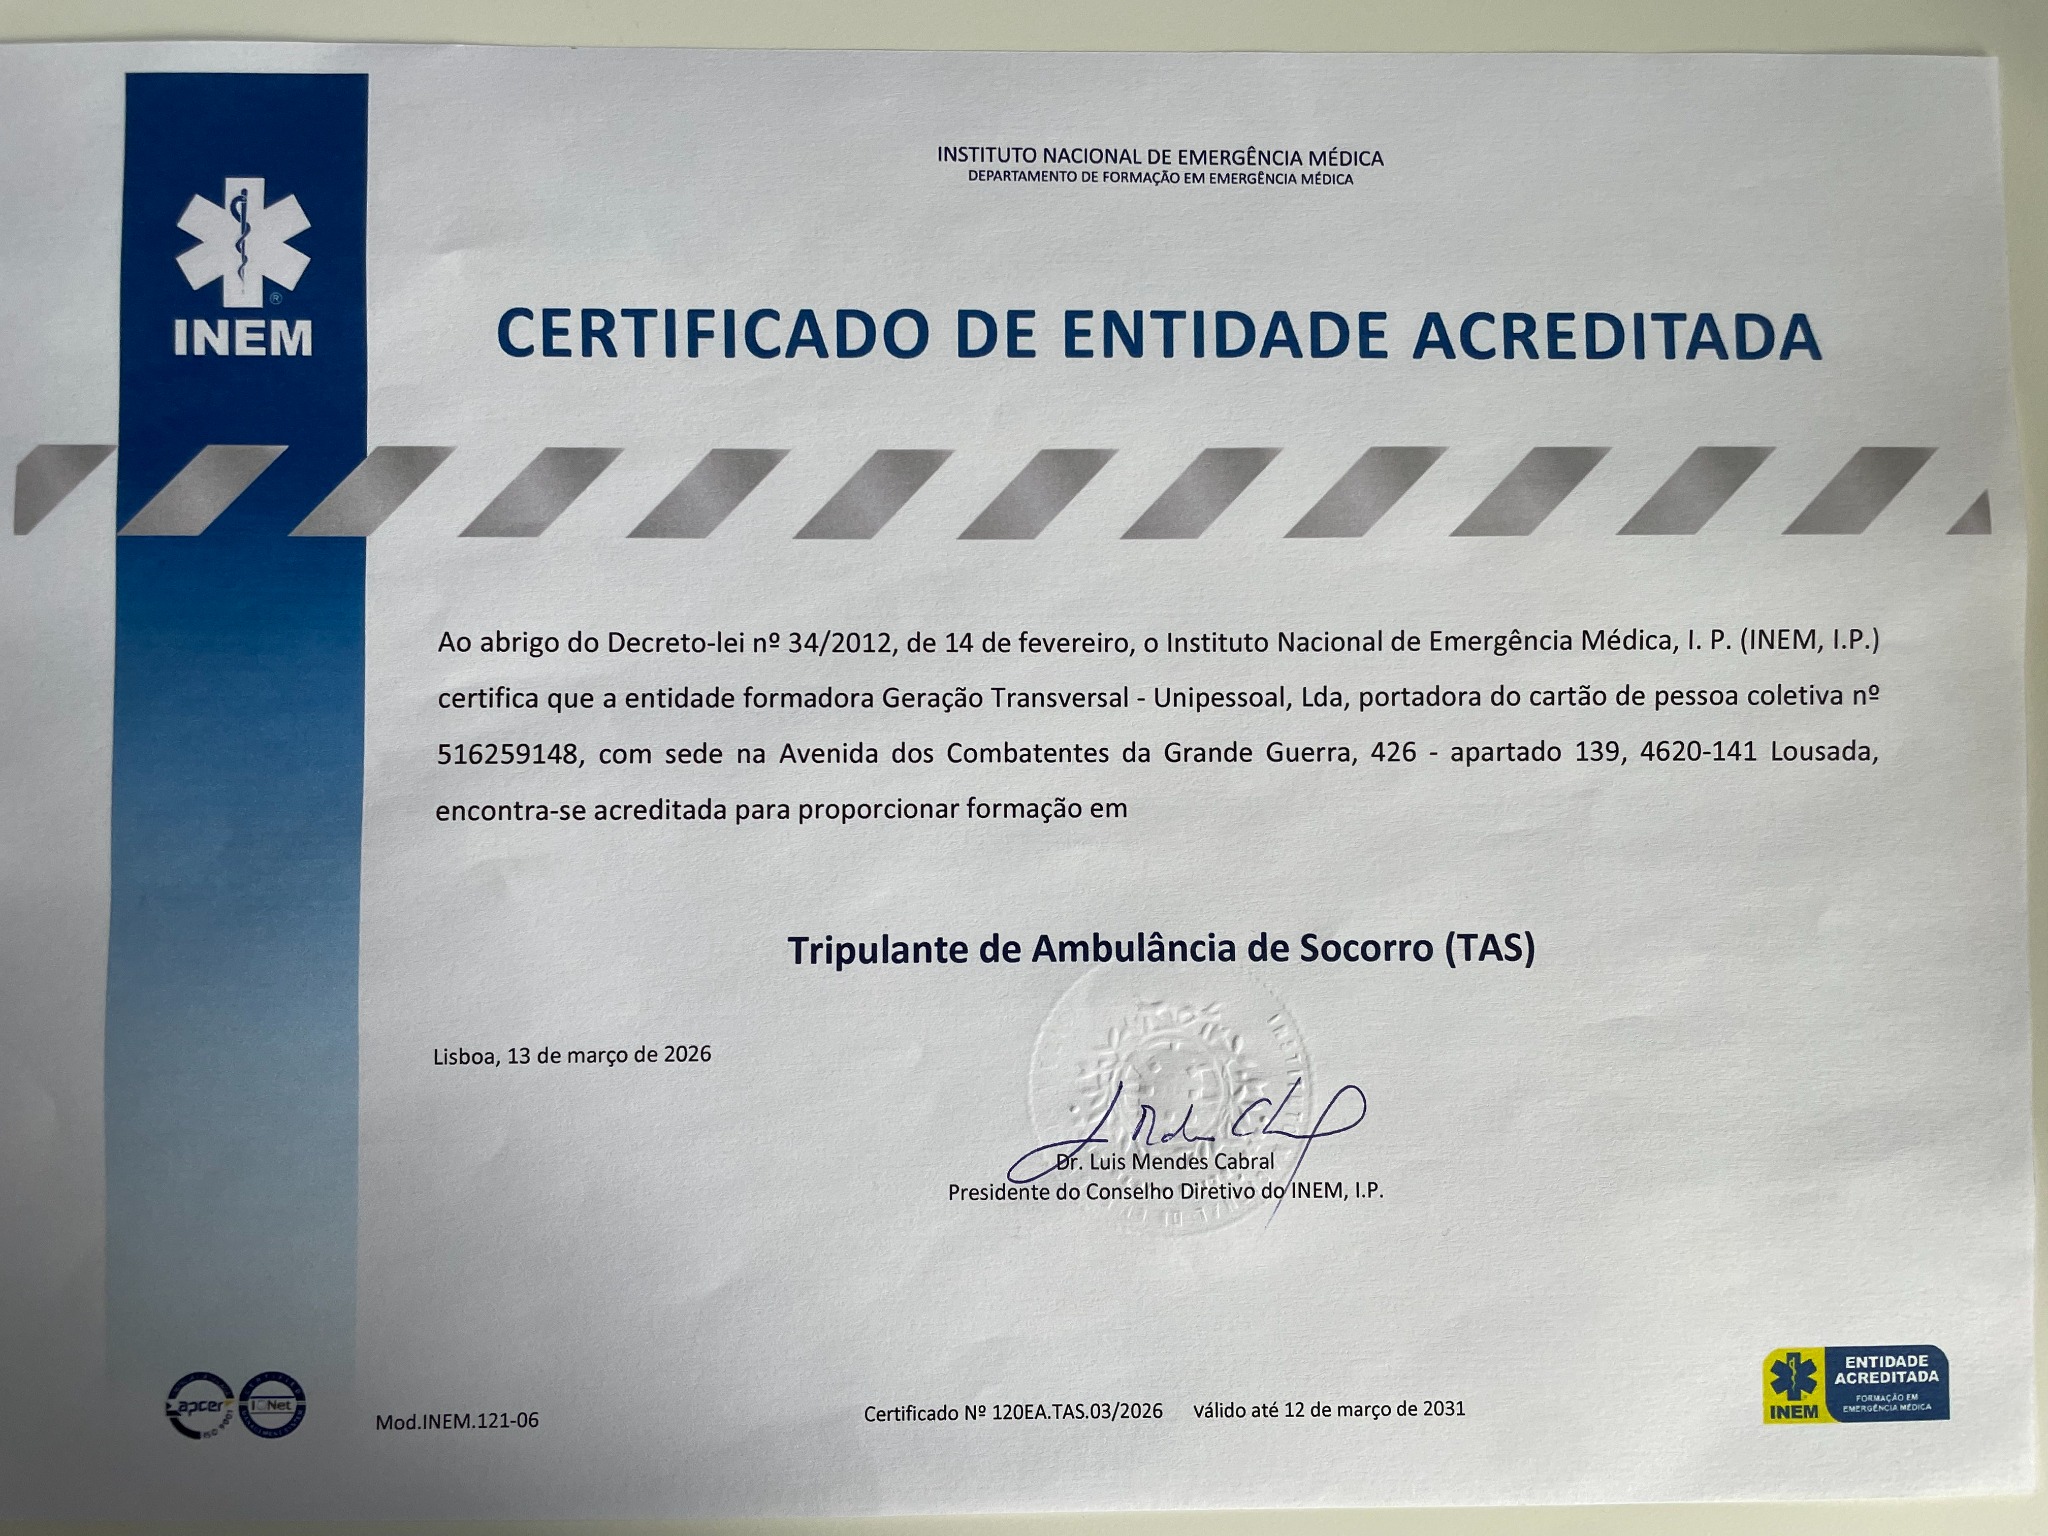 INSTITUTO NACIONAL DE EMERGÊNCIA MÉDICA
DEPARTAMENTO DE FORMAÇÃO EM EMERGÊNCIA MÉDICA
®
INEM
CERTIFICADO DE ENTIDADE ACREDITADA
Ao abrigo do Decreto-lei nº 34/2012, de 14 de fevereiro, o Instituto Nacional de Emergência Médica, I. P. (INEM, I.P.)
certifica que a entidade formadora Geração Transversal - Unipessoal, Lda, portadora do cartão de pessoa coletiva nº
516259148, com sede na Avenida dos Combatentes da Grande Guerra, 426 - apartado 139, 4620-141 Lousada,
encontra-se acreditada para proporcionar formação em
Tripulante de Ambulância de Socorro (TAS)
Lisboa, 13 de março de 2026
Dr. Luis Mendes Cabral
Presidente do Conselho Diretivo do INEM, I.P.
apcer
ISO 9001
IQNet
Mod.INEM.121-06
Certificado Nº 120EA.TAS.03/2026 válido até 12 de março de 2031
INEM
ENTIDADE
ACREDITADA
FORMAÇÃO EM
EMERGÊNCIA MÉDICA